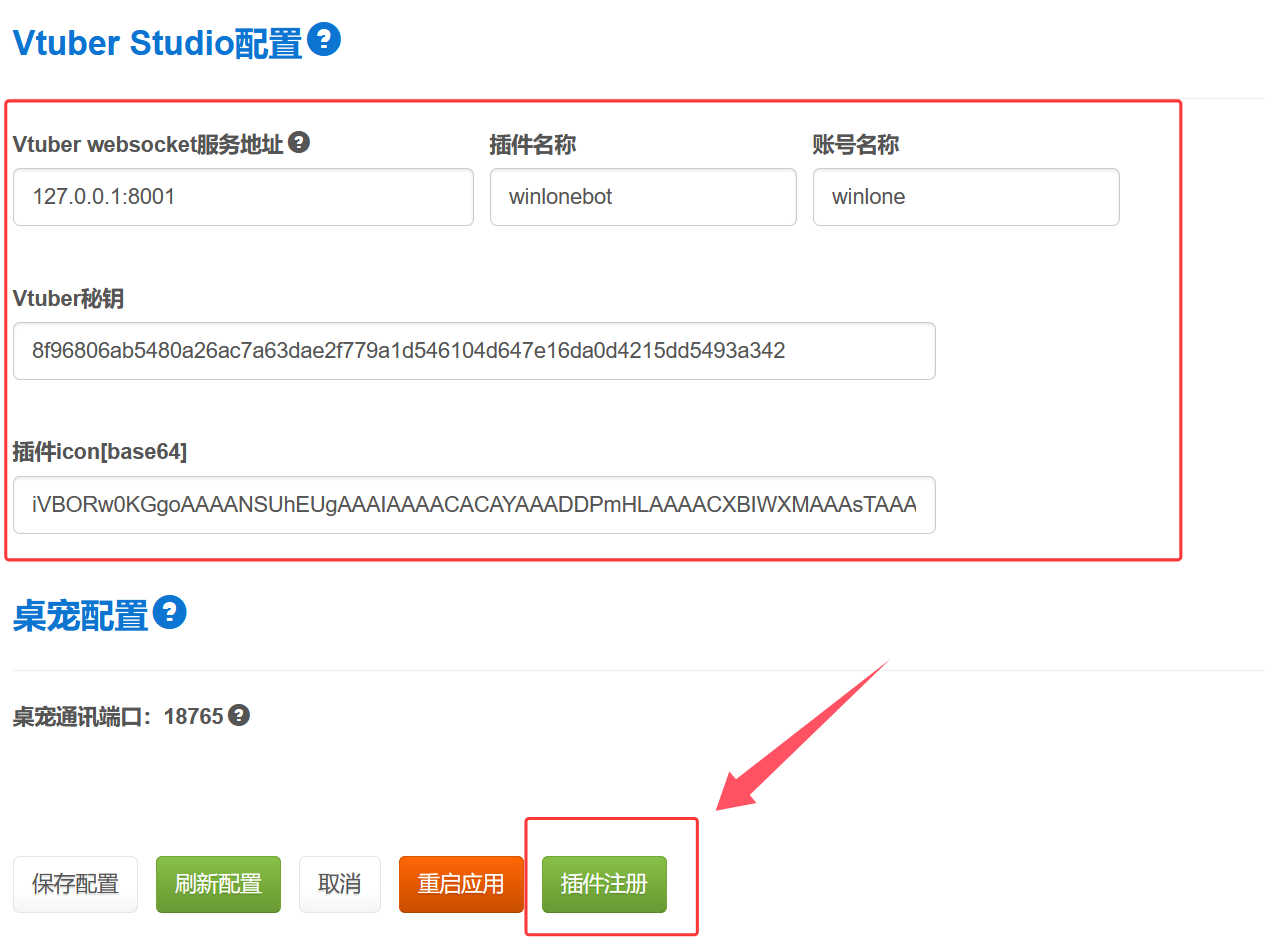 Vtuber Studio配置?
Vtuber websocket服务地址? 插件名称 账号名称
127.0.0.1:8001 winlonebot winlone
Vtuber秘钥
8f96806ab5480a26ac7a63dae2f779a1d546104d647e16da0d4215dd5493a342
插件icon[base64]
iVBORw0KGgoAAAANSUhEUgAAAIAAAACACAYAAADDPmHLAAAACXBIWXMAAAsTAAA
桌宠配置?
桌宠通讯端口：18765?
保存配置 刷新配置 取消 重启应用 插件注册